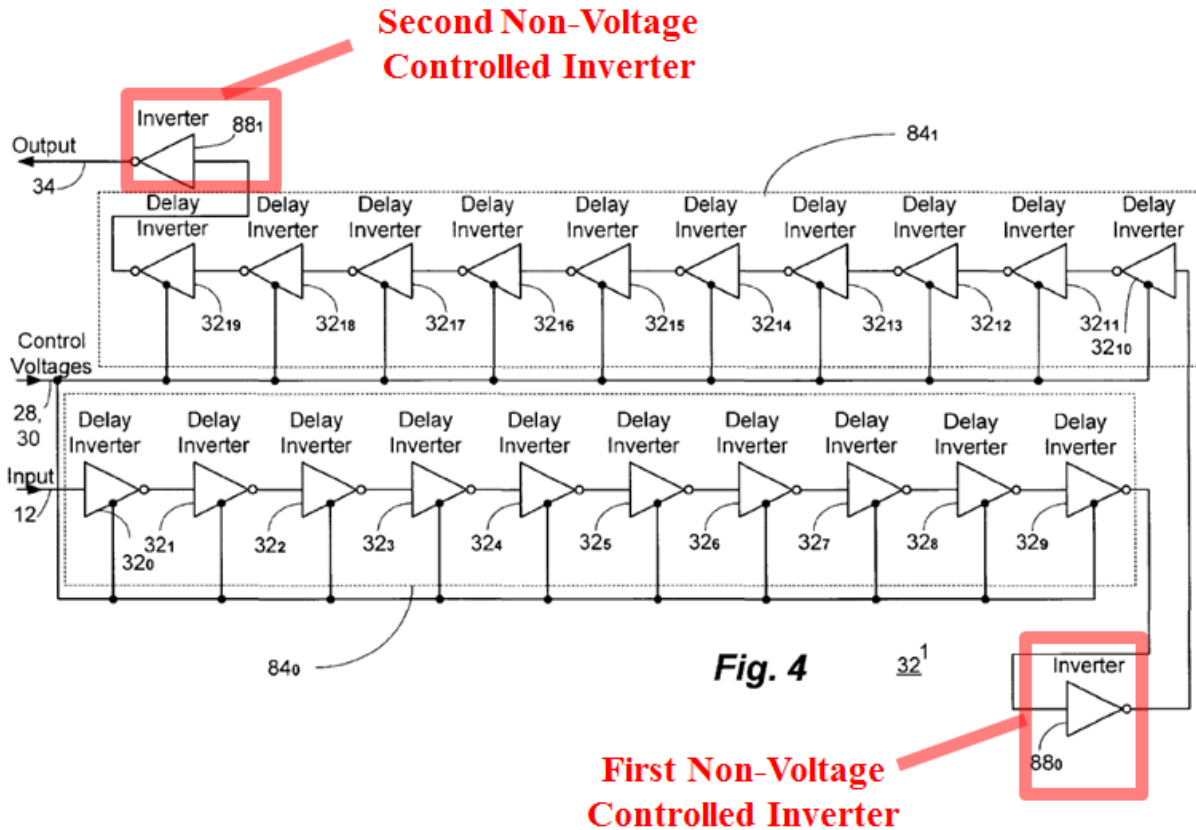 Second Non-Voltage
Controlled Inverter
Inverter
88₁
Output
34
84₁
Delay Inverter
Delay Inverter
Delay Inverter
Delay Inverter
Delay Inverter
Delay Inverter
Delay Inverter
Delay Inverter
Delay Inverter
Delay Inverter
32₁₉
32₁₈
32₁₇
32₁₆
32₁₅
32₁₄
32₁₃
32₁₂
32₁₁
32₁₀
Control
Voltages
28,
30
Delay Inverter
Delay Inverter
Delay Inverter
Delay Inverter
Delay Inverter
Delay Inverter
Delay Inverter
Delay Inverter
Delay Inverter
Delay Inverter
Input
12
32₀
32₁
32₂
32₃
32₄
32₅
32₆
32₇
32₈
32₉
84₀
Fig. 4
32¹
Inverter
88₀
First Non-Voltage
Controlled Inverter